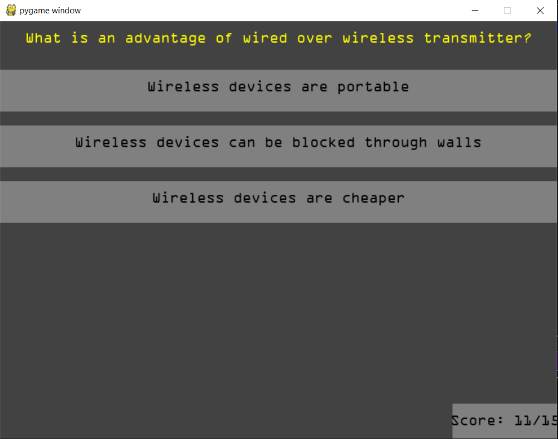 pygame window
What is an advantage of wired over wireless transmitter?
Wireless devices are portable
Wireless devices can be blocked through walls
Wireless devices are cheaper
Score: 11/15